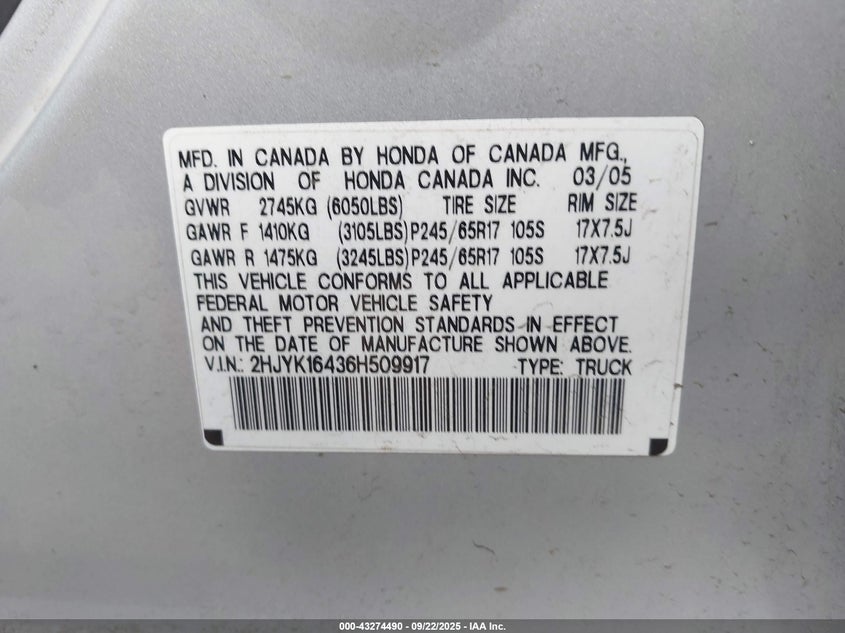 MFD. IN CANADA BY HONDA OF CANADA MFG.,
A DIVISION OF HONDA CANADA INC. 03/05
GVWR 2745KG (6050LBS) TIRE SIZE RIM SIZE
GAWR F 1410KG (3105LBS) P245/65R17 105S 17X7.5J
GAWR R 1475KG (3245LBS) P245/65R17 105S 17X7.5J
THIS VEHICLE CONFORMS TO ALL APPLICABLE
FEDERAL MOTOR VEHICLE SAFETY
AND THEFT PREVENTION STANDARDS IN EFFECT
ON THE DATE OF MANUFACTURE SHOWN ABOVE.
V.I.N.: 2HJYK16436H509917 TYPE: TRUCK
000-43274490 - 09/22/2025 - IAA Inc.